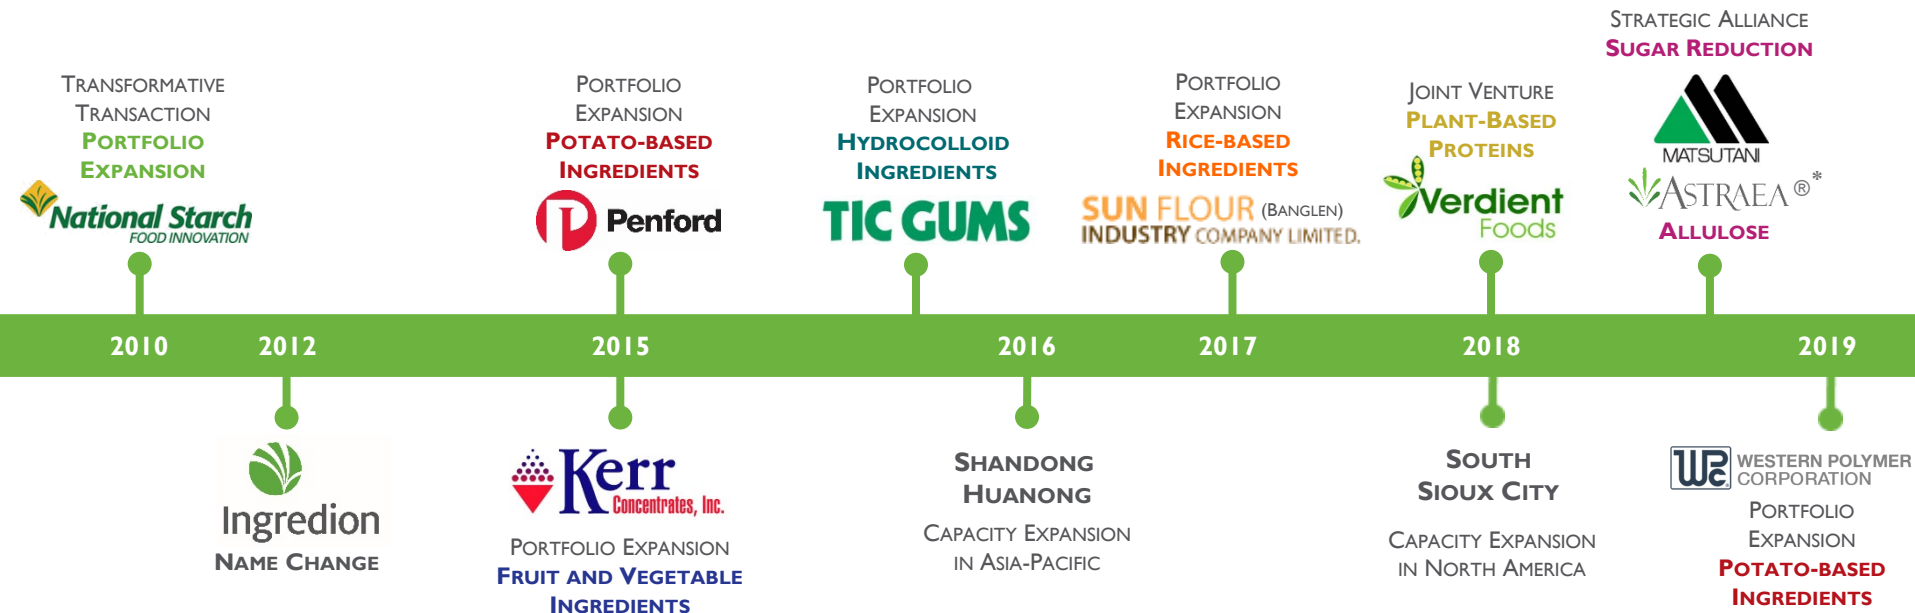 TRANSFORMATIVE
TRANSACTION
PORTFOLIO
EXPANSION
National Starch
FOOD INNOVATION
PORTFOLIO
EXPANSION
POTATO-BASED
INGREDIENTS
Penford
PORTFOLIO
EXPANSION
HYDROCOLLOID
INGREDIENTS
TIC GUMS
PORTFOLIO
EXPANSION
RICE-BASED
INGREDIENTS
SUN FLOUR (BANGLEN)
INDUSTRY COMPANY LIMITED.
JOINT VENTURE
PLANT-BASED
PROTEINS
Verdient
Foods
STRATEGIC ALLIANCE
SUGAR REDUCTION
MATSUTANI
ASTRAEA ®*
ALLULOSE
2010 2012 2015 2016 2017 2018 2019
Ingredion
NAME CHANGE
Kerr
Concentrates, Inc.
PORTFOLIO EXPANSION
FRUIT AND VEGETABLE
INGREDIENTS
SHANDONG
HUANONG
CAPACITY EXPANSION
IN ASIA-PACIFIC
SOUTH
SIOUX CITY
CAPACITY EXPANSION
IN NORTH AMERICA
WPC WESTERN POLYMER
CORPORATION
PORTFOLIO
EXPANSION
POTATO-BASED
INGREDIENTS